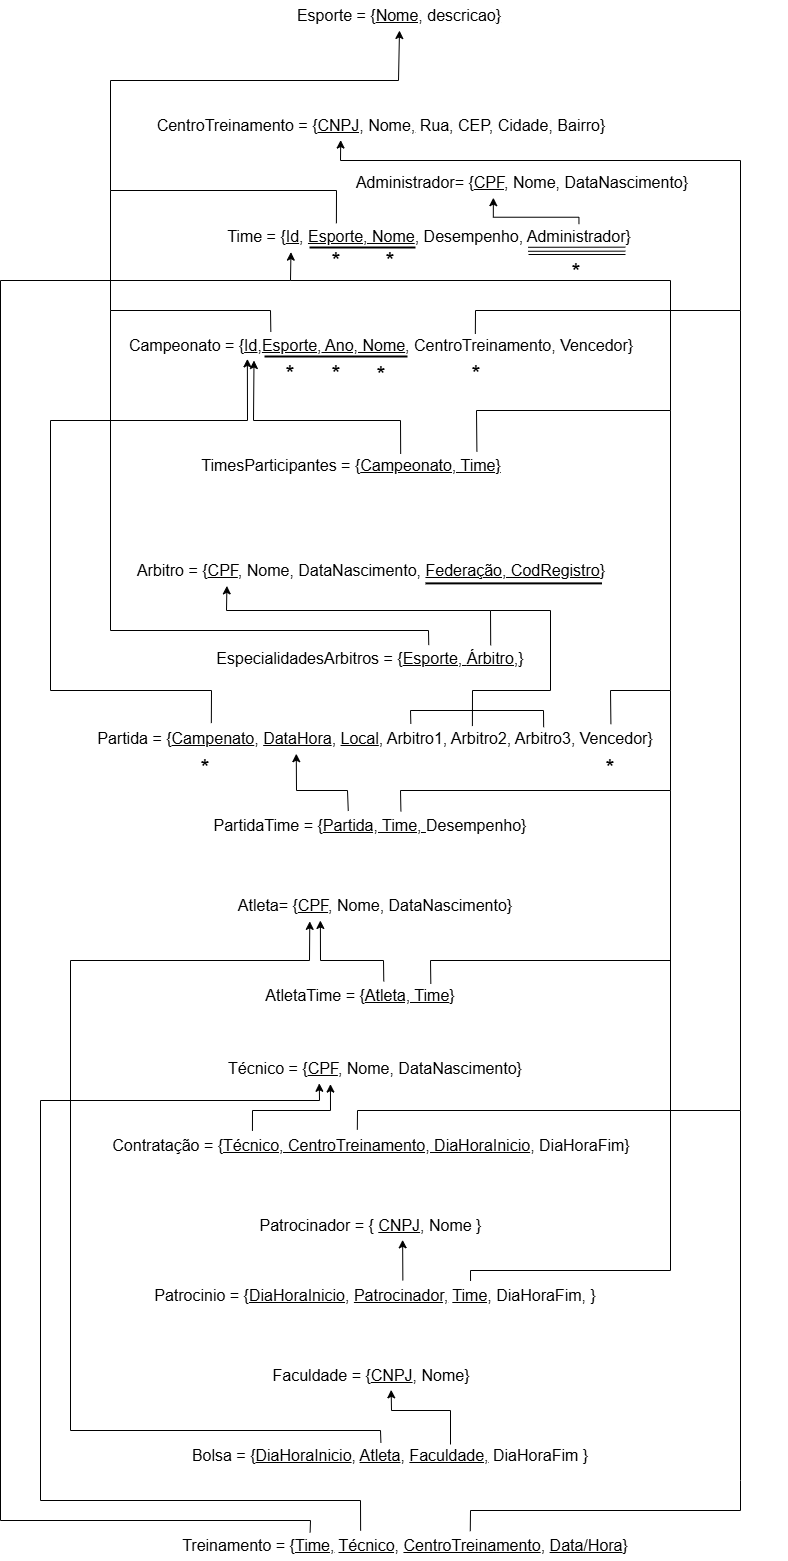 Esporte = {Nome, descricao}
CentroTreinamento = {CNPJ, Nome, Rua, CEP, Cidade, Bairro}
Administrador= {CPF, Nome, DataNascimento}
Time = {Id, Esporte, Nome, Desempenho, Administrador}
* * *
Campeonato = {Id,Esporte, Ano, Nome, CentroTreinamento, Vencedor}
* * * *
TimesParticipantes = {Campeonato, Time}
Arbitro = {CPF, Nome, DataNascimento, Federação, CodRegistro}
EspecialidadesArbitros = {Esporte, Árbitro,}
Partida = {Campenato, DataHora, Local, Arbitro1, Arbitro2, Arbitro3, Vencedor}
* *
PartidaTime = {Partida, Time, Desempenho}
Atleta= {CPF, Nome, DataNascimento}
AtletaTime = {Atleta, Time}
Técnico = {CPF, Nome, DataNascimento}
Contratação = {Técnico, CentroTreinamento, DiaHoraInicio, DiaHoraFim}
Patrocinador = { CNPJ, Nome }
Patrocinio = {DiaHoraInicio, Patrocinador, Time, DiaHoraFim, }
Faculdade = {CNPJ, Nome}
Bolsa = {DiaHoraInicio, Atleta, Faculdade, DiaHoraFim }
Treinamento = {Time, Técnico, CentroTreinamento, Data/Hora}